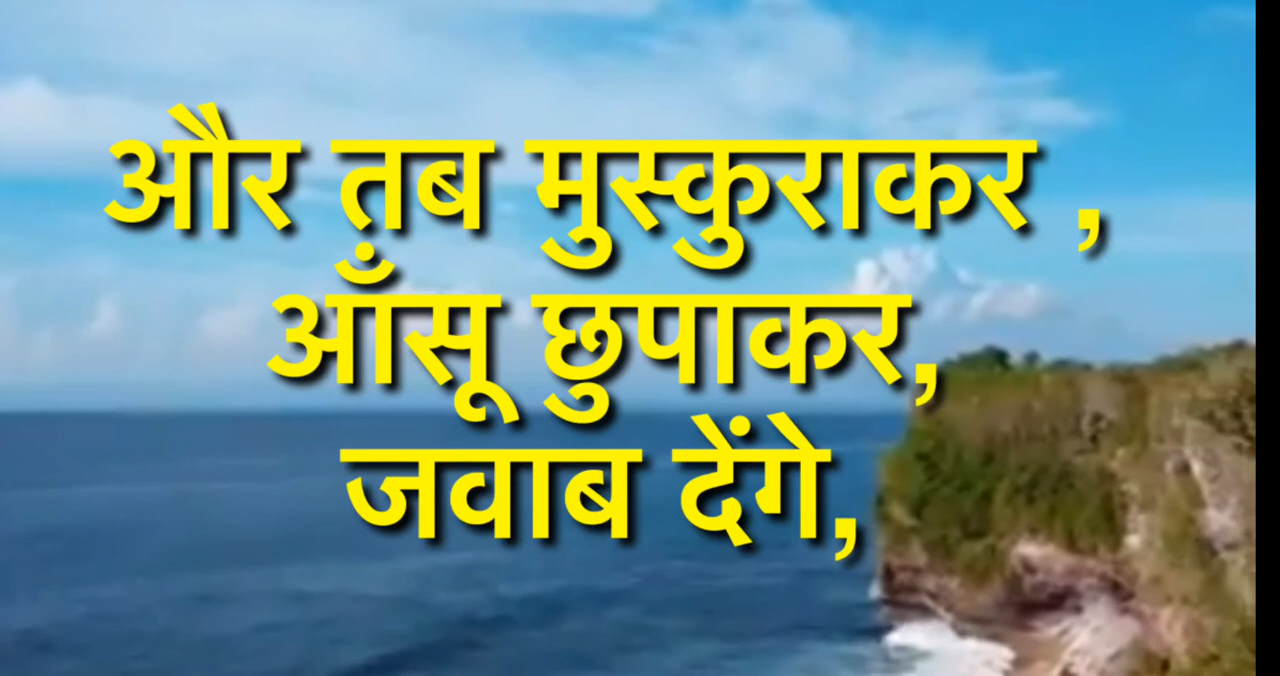 और तब मुस्कुराकर ,
आँसू छुपाकर,
जवाब देंगे,